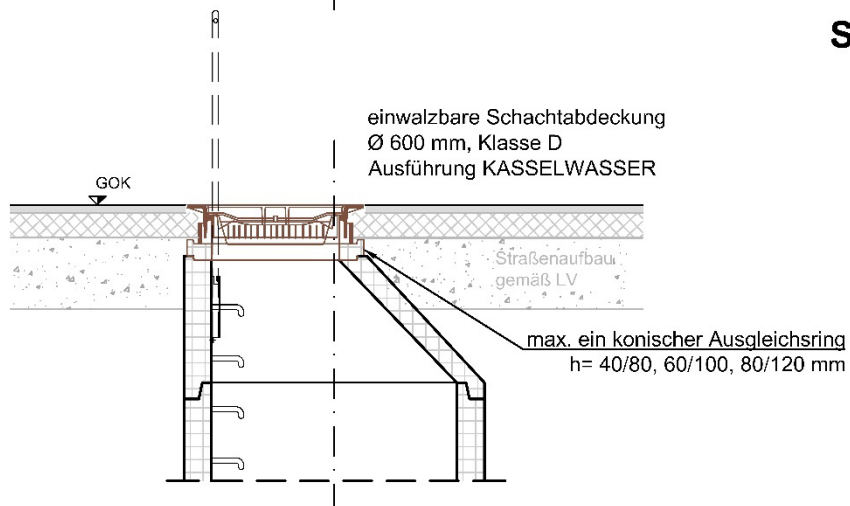 S
einwalzbare Schachtabdeckung
Ø 600 mm, Klasse D
Ausführung KASSELWASSER
GOK
Straßenaufbau
gemäß LV
max. ein konischer Ausgleichsring
h= 40/80, 60/100, 80/120 mm